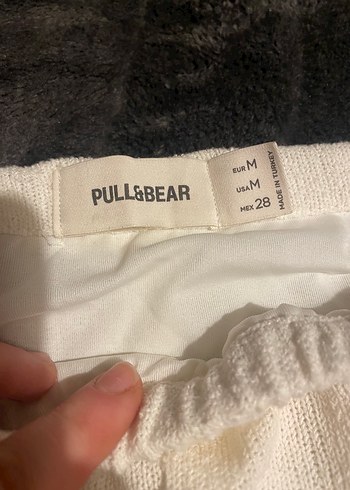 PULL&BEAR
EUR M
USA M
MEX 28
MADE IN TURKEY